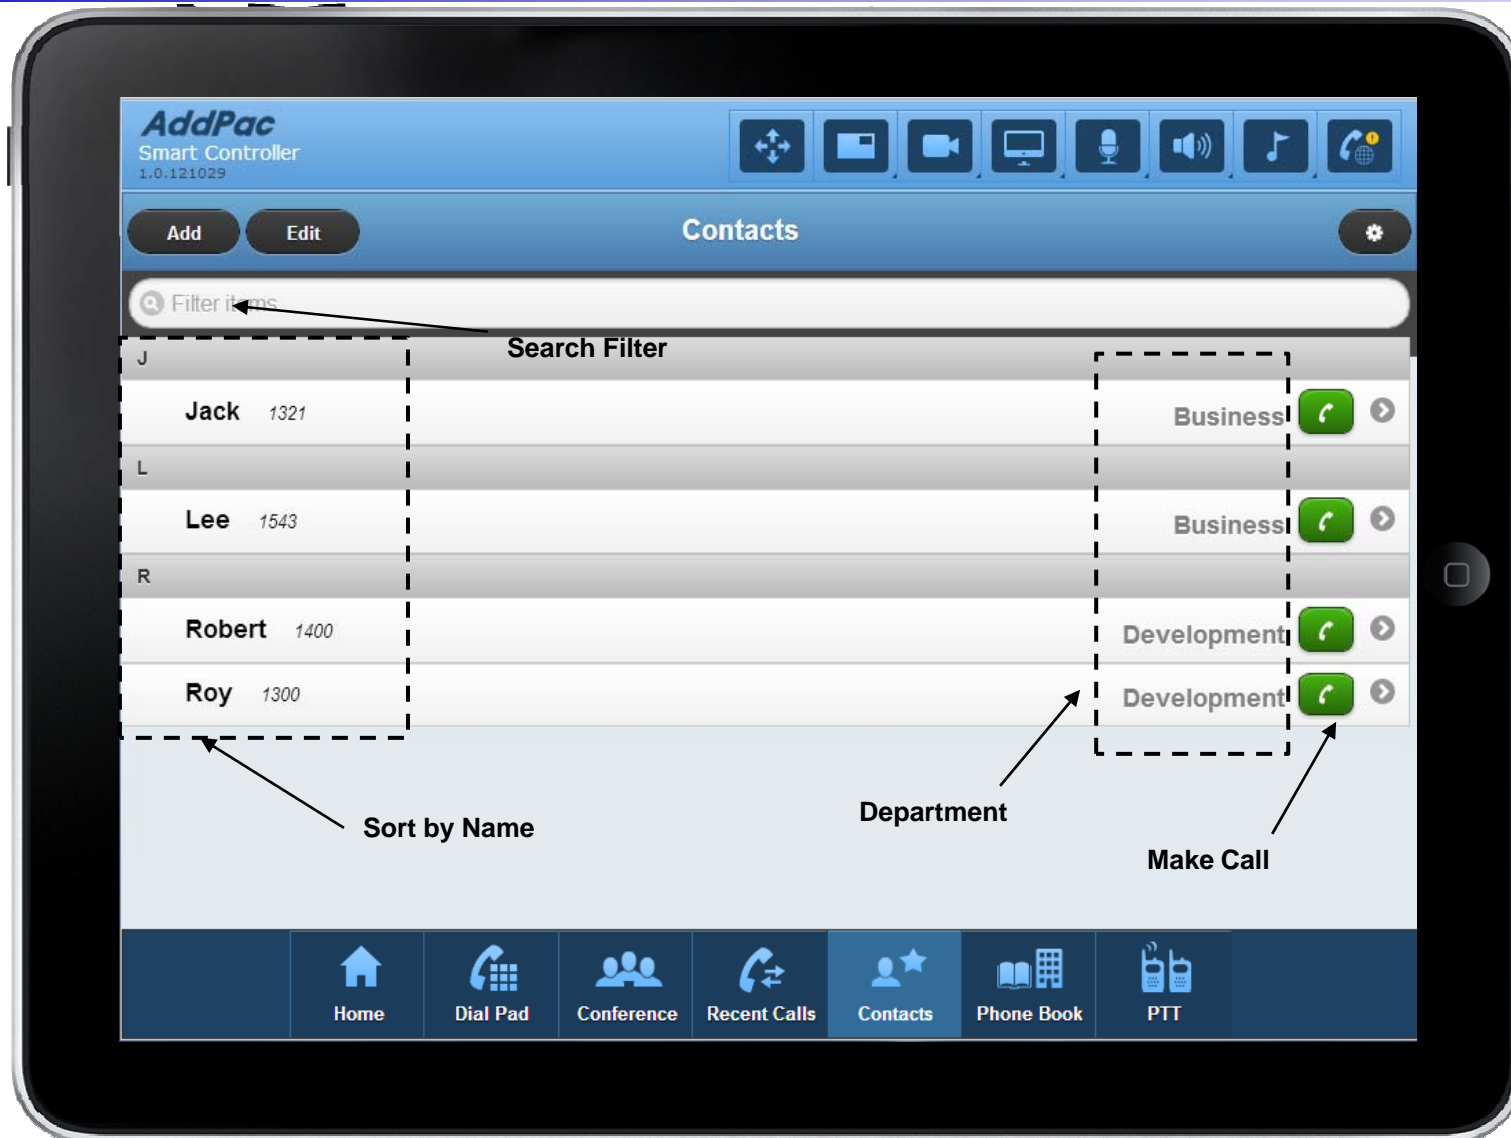 AddPac
Smart Controller
1.0.121029
Add
Edit
Contacts
Filter items...
Search Filter
J
Jack 1321 Business
L
Lee 1543 Business
R
Robert 1400 Development
Roy 1300 Development
Sort by Name
Department
Make Call
Home
Dial Pad
Conference
Recent Calls
Contacts
Phone Book
PTT